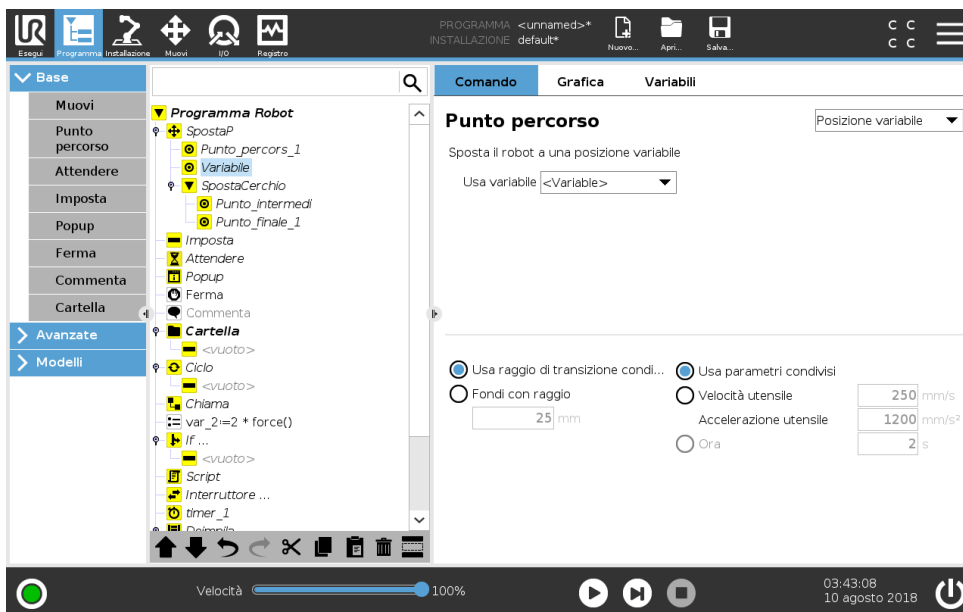 PROGRAMMA <unnamed>*
INSTALLAZIONE default*
UR
Esegui
Programma
Installazione
Muovi
I/O
Registro
Nuovo...
Apri...
Salva...
C C
C C
Base
Muovi
Punto
percorso
Attendere
Imposta
Popup
Ferma
Commenta
Cartella
Avanzate
Modelli
Programma Robot
SpostaP
Punto_percors_1
Variabile
SpostaCerchio
Punto_intermedi
Punto_finale_1
Imposta
Attendere
Popup
Ferma
Commenta
Cartella
<vuoto>
Ciclo
<vuoto>
Chiama
var_2:=2 * force()
If ...
<vuoto>
Script
Interruttore ...
timer_1
Comando Grafica Variabili
Punto percorso
Posizione variabile
Sposta il robot a una posizione variabile
Usa variabile <Variable>
Usa raggio di transizione condi...
Fondi con raggio
25 mm
Usa parametri condivisi
Velocità utensile 250 mm/s
Accelerazione utensile 1200 mm/s²
Ora 2 s
Velocità 100%
03:43:08
10 agosto 2018